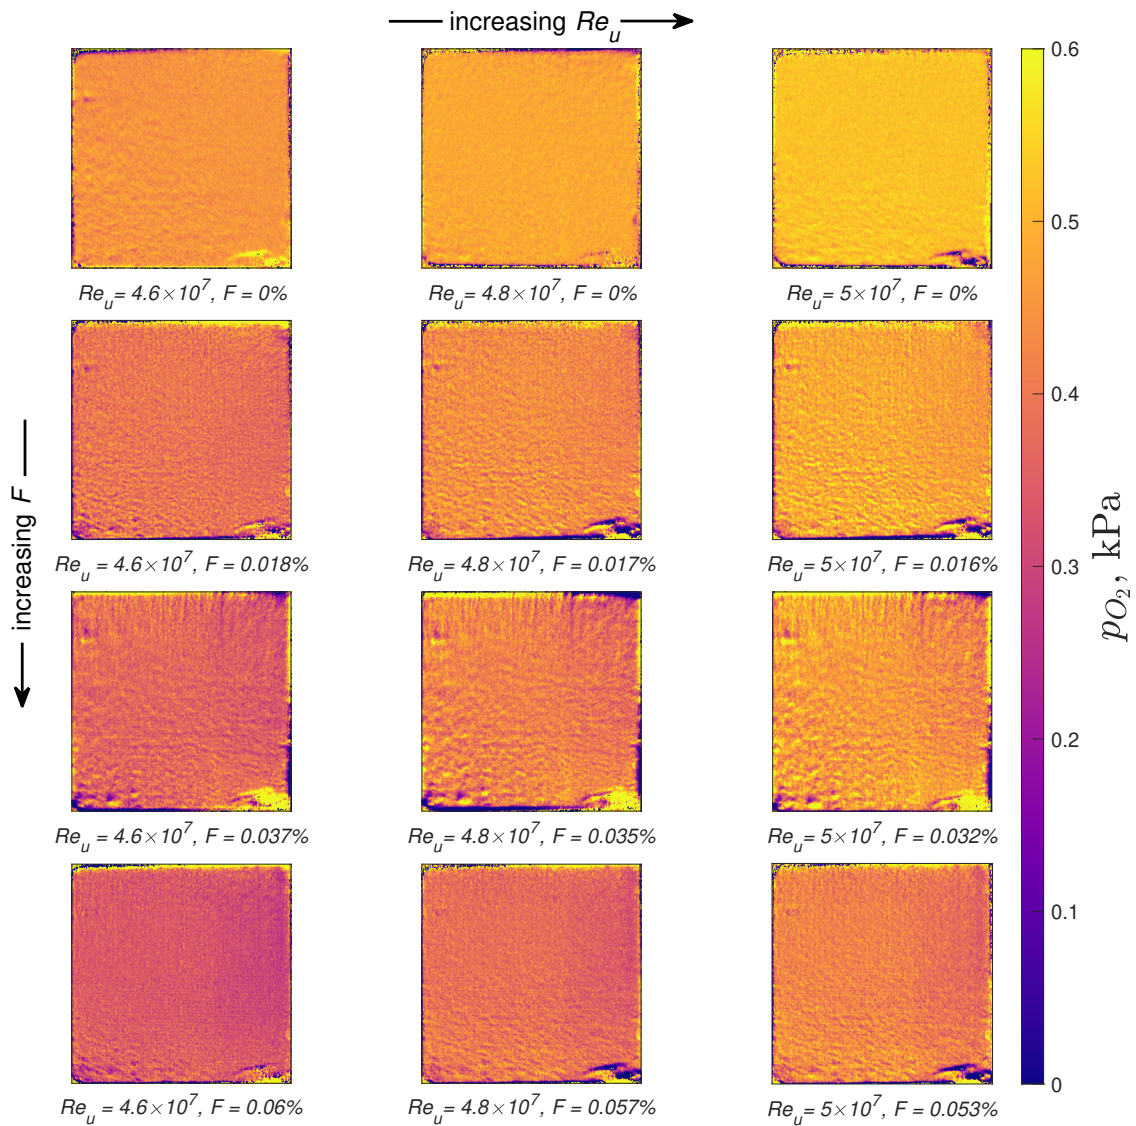 increasing Re_u
Re_u = 4.6×10^7, F = 0%
Re_u = 4.8×10^7, F = 0%
Re_u = 5×10^7, F = 0%
Re_u = 4.6×10^7, F = 0.018%
Re_u = 4.8×10^7, F = 0.017%
Re_u = 5×10^7, F = 0.016%
increasing F
Re_u = 4.6×10^7, F = 0.037%
Re_u = 4.8×10^7, F = 0.035%
Re_u = 5×10^7, F = 0.032%
Re_u = 4.6×10^7, F = 0.06%
Re_u = 4.8×10^7, F = 0.057%
Re_u = 5×10^7, F = 0.053%
0.6
0.5
0.4
0.3
0.2
0.1
0
p_{O_2}, kPa